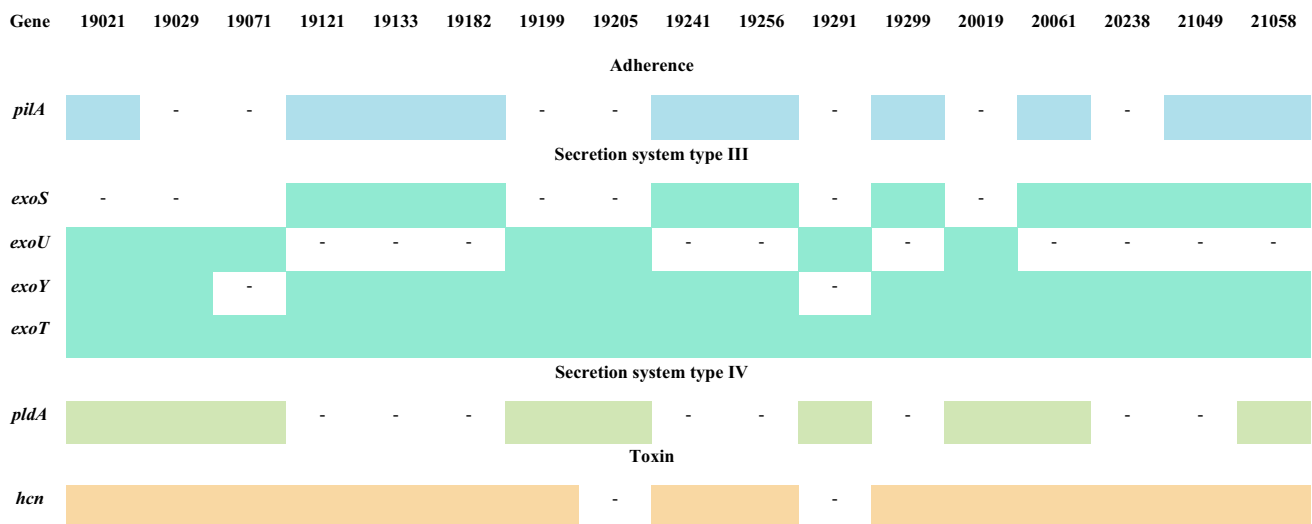 Gene 19021 19029 19071 19121 19133 19182 19199 19205 19241 19256 19291 19299 20019 20061 20238 21049 21058
Adherence
pilA - - - - - - -
Secretion system type III
exoS - - - - - -
exoU - - - - - - - - - -
exoY - -
exoT
Secretion system type IV
pldA - - - - - - - -
Toxin
hcn - -